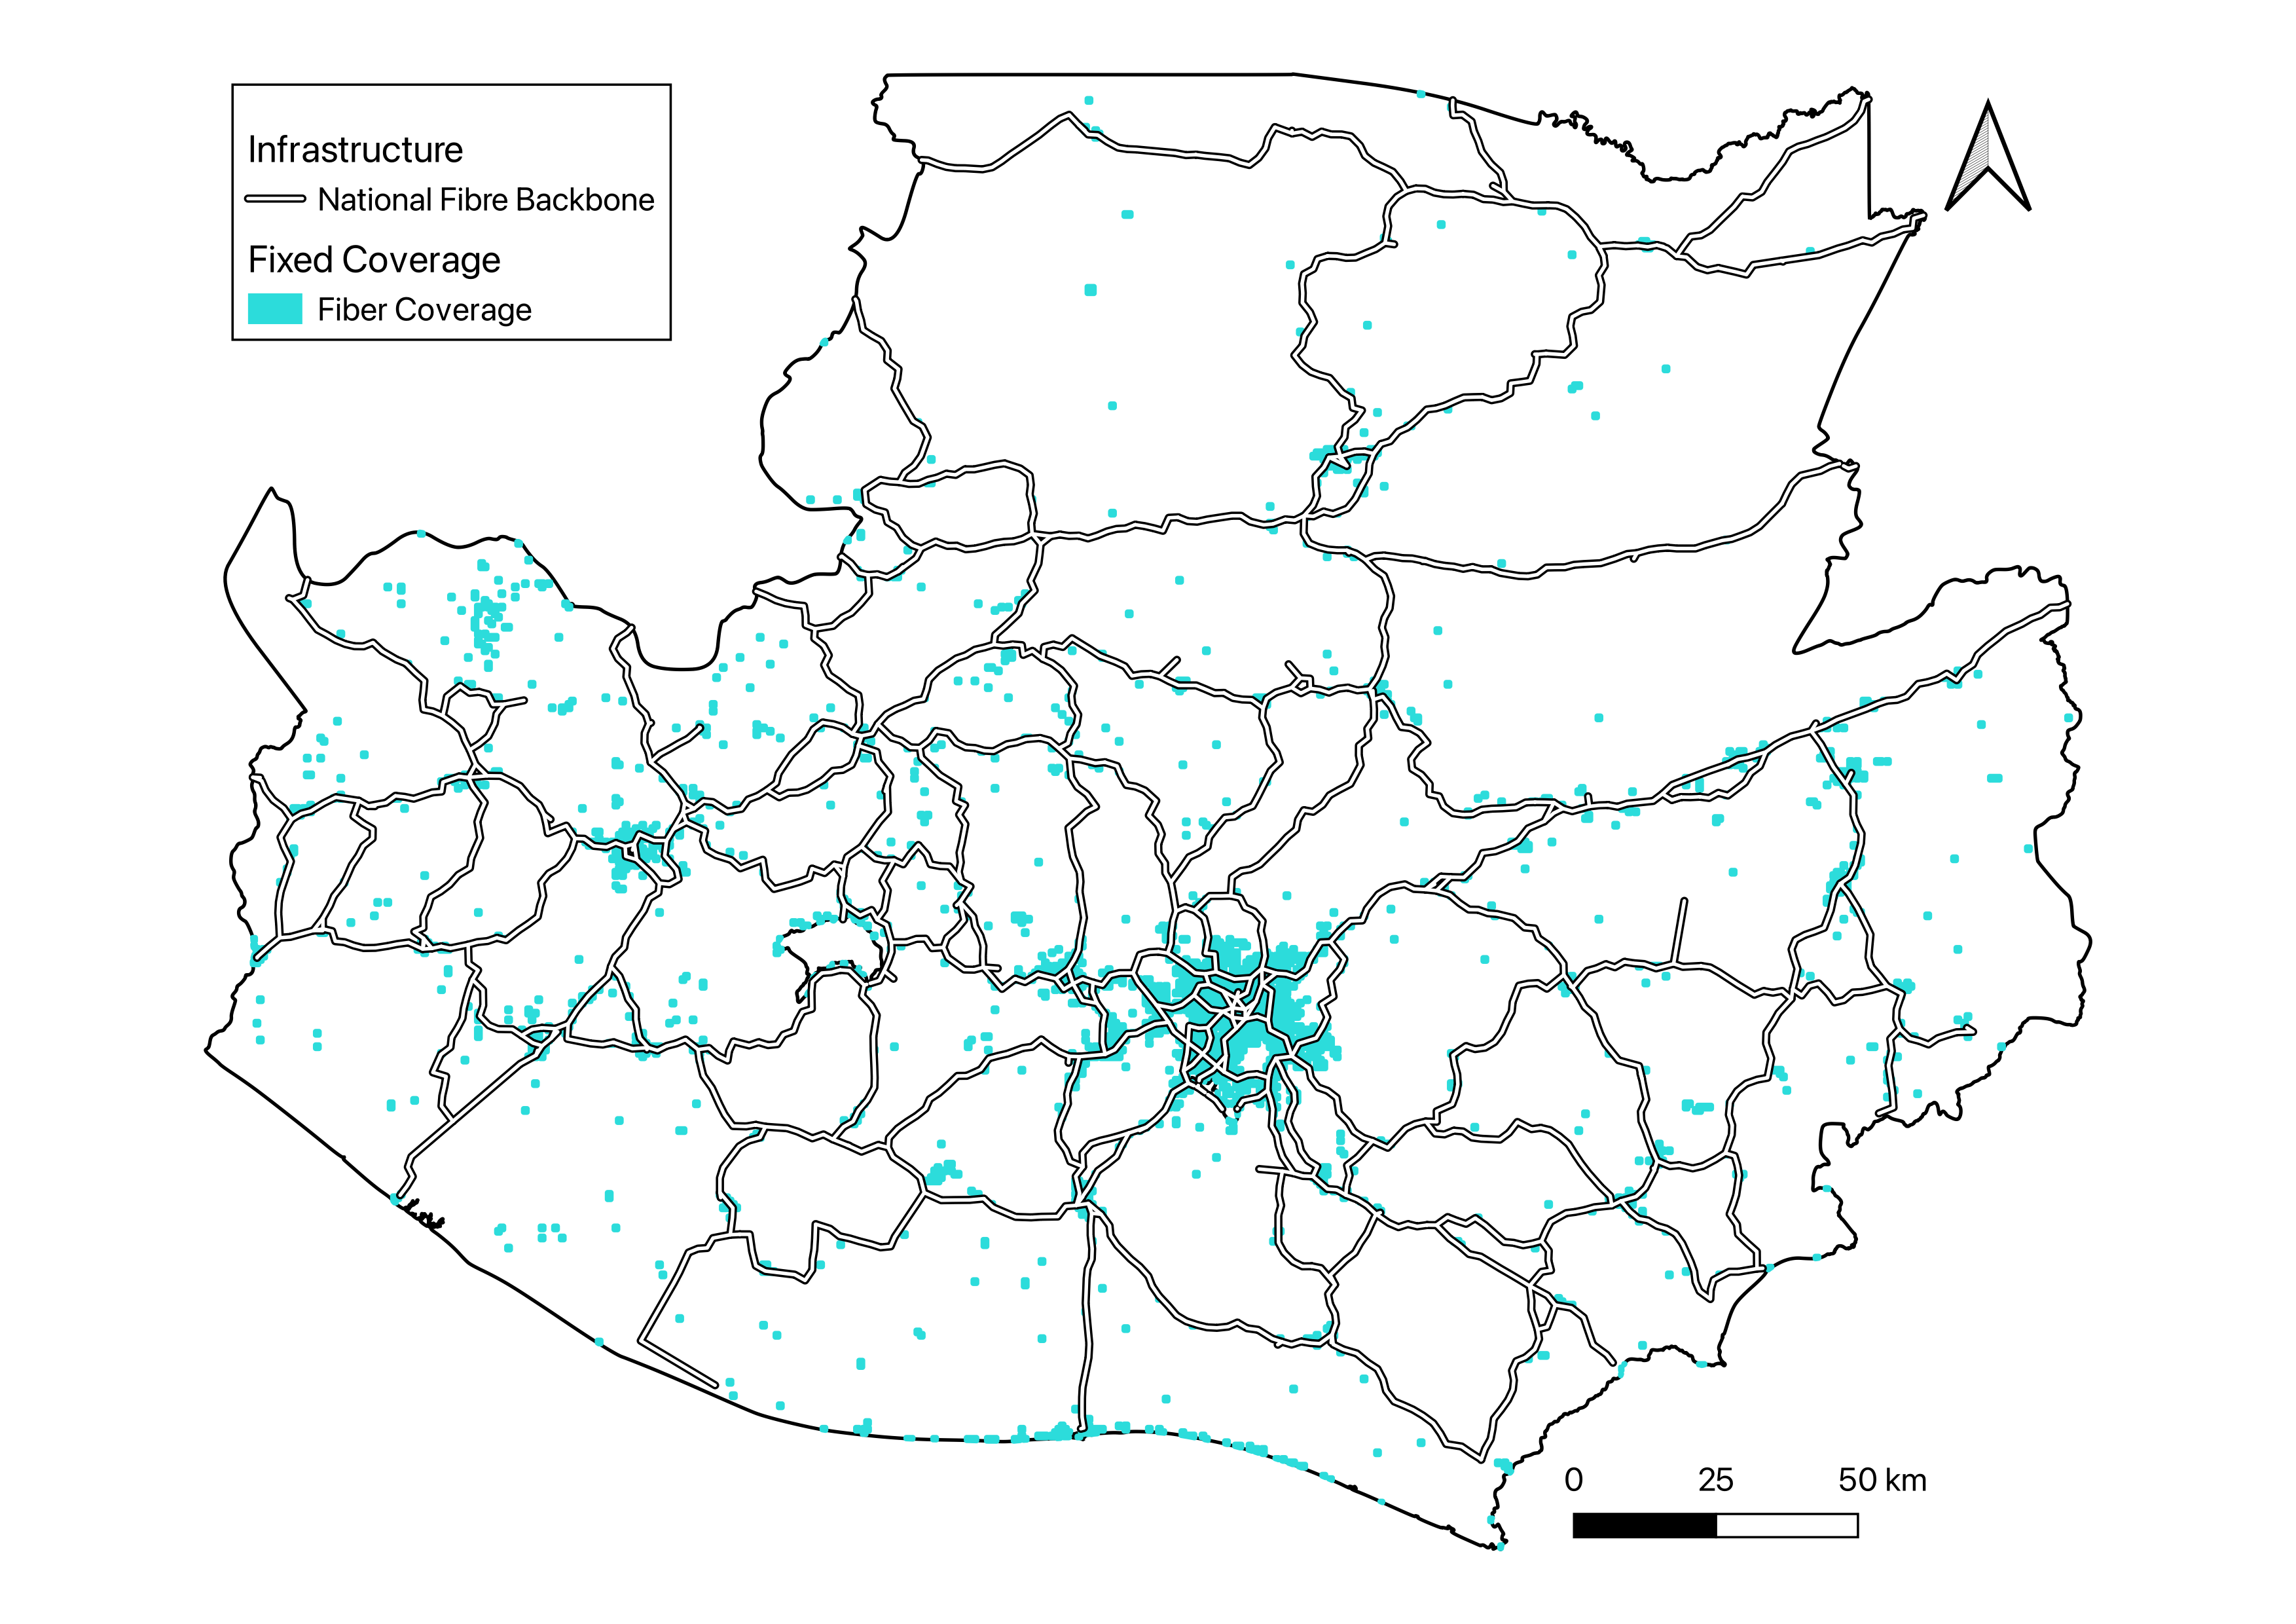 Infrastructure
National Fibre Backbone
Fixed Coverage
Fiber Coverage
0 25 50 km